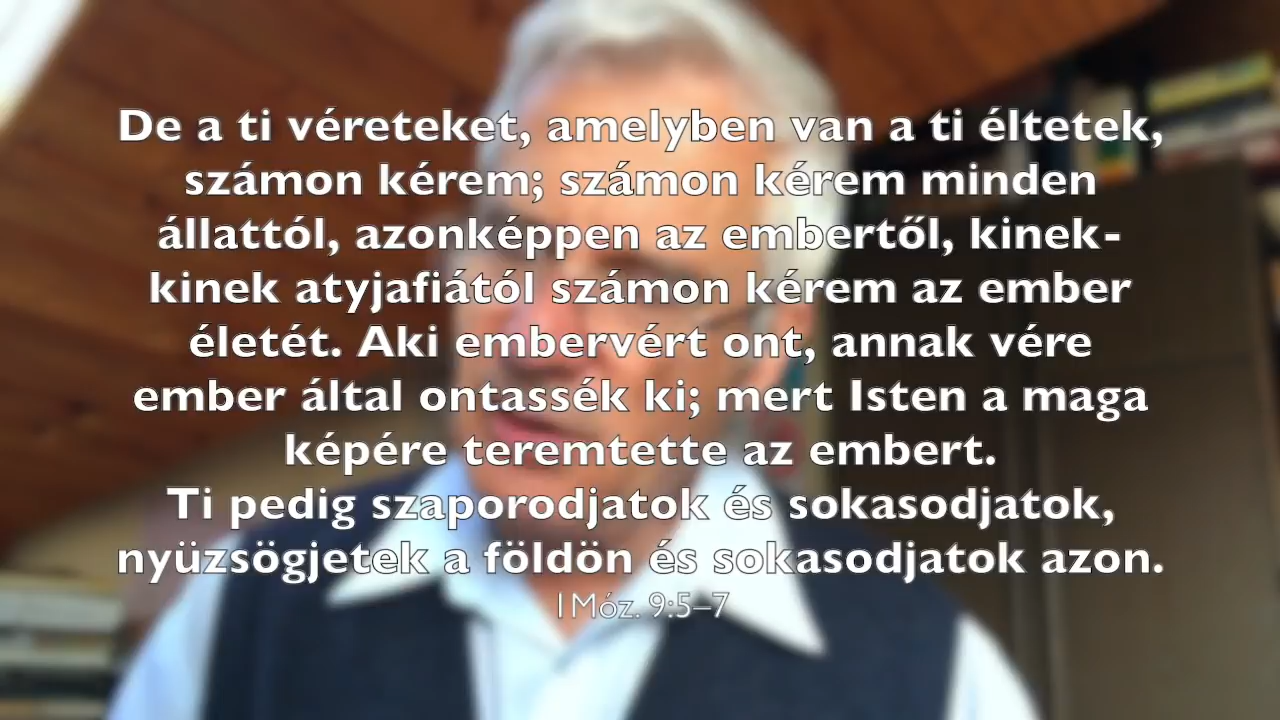 De a ti véreteket, amelyben van a ti éltetek,
számon kérem; számon kérem minden
állattól, azonképpen az embertől, kinek-
kinek atyjafiától számon kérem az ember
életét. Aki embervért ont, annak vére
ember által ontassék ki; mert Isten a maga
képére teremtette az embert.
Ti pedig szaporodjatok és sokasodjatok,
nyüzsögjetek a földön és sokasodjatok azon.
1Móz. 9:5–7